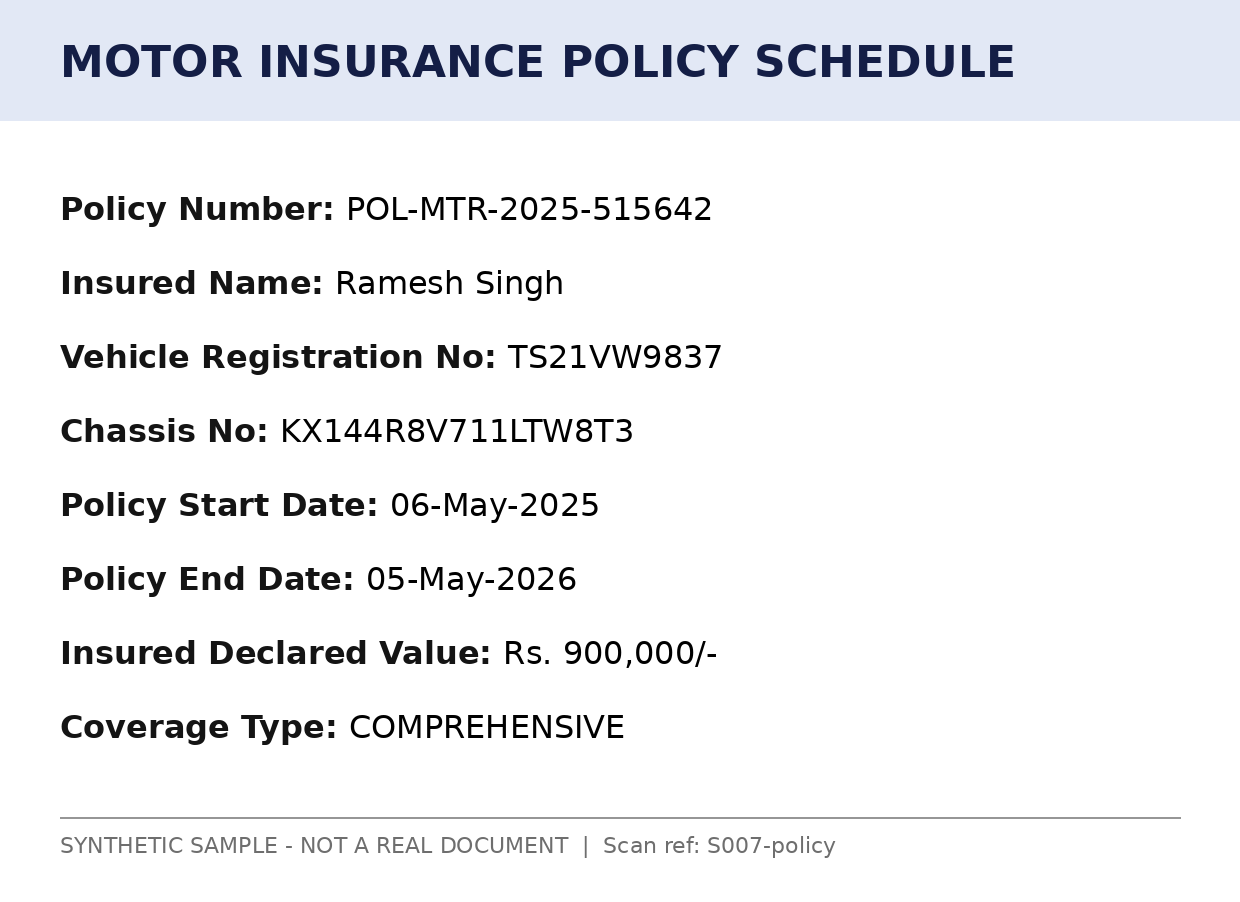 MOTOR INSURANCE POLICY SCHEDULE
Policy Number: POL-MTR-2025-515642
Insured Name: Ramesh Singh
Vehicle Registration No: TS21VW9837
Chassis No: KX144R8V711LTW8T3
Policy Start Date: 06-May-2025
Policy End Date: 05-May-2026
Insured Declared Value: Rs. 900,000/-
Coverage Type: COMPREHENSIVE
SYNTHETIC SAMPLE - NOT A REAL DOCUMENT | Scan ref: S007-policy